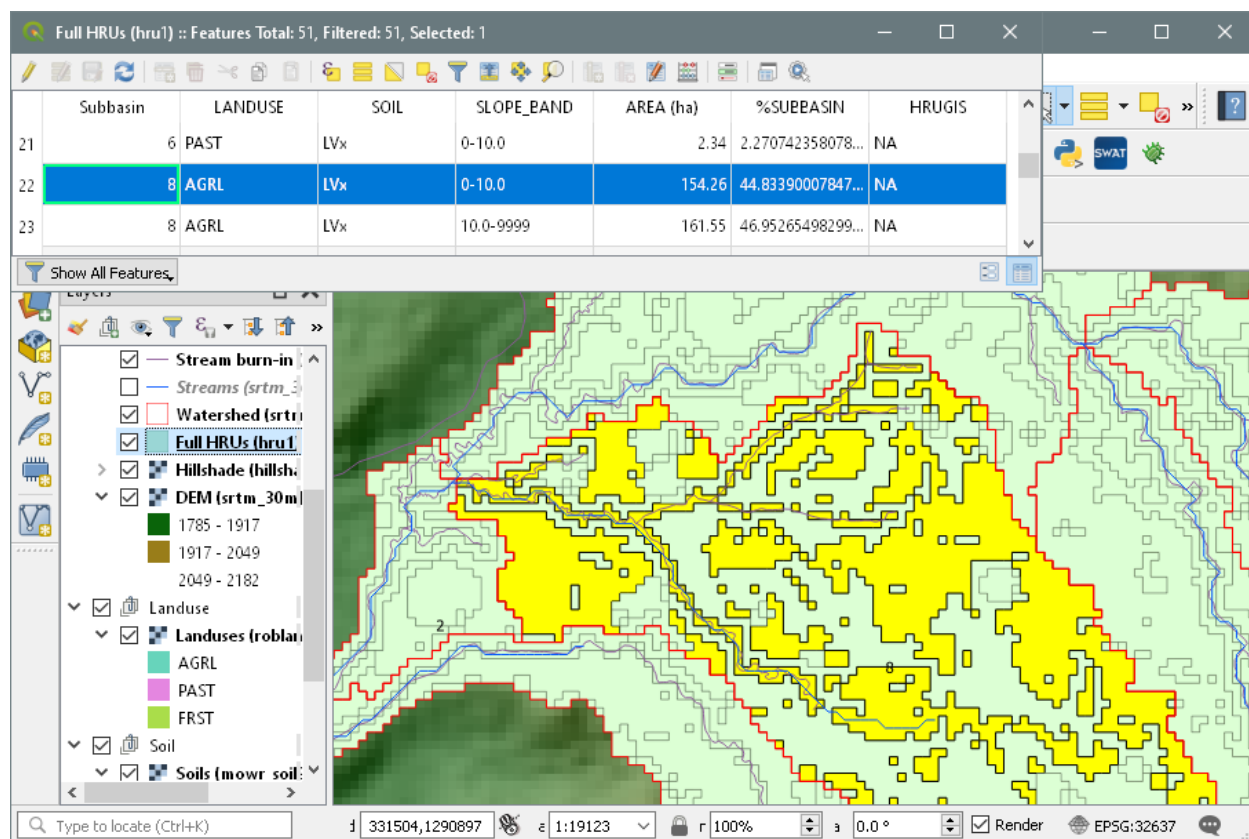 Full HRUs (hru1) :: Features Total: 51, Filtered: 51, Selected: 1
Subbasin LANDUSE SOIL SLOPE_BAND AREA (ha) %SUBBASIN HRUGIS
21 6 PAST LVx 0-10.0 2.34 2.270742358078... NA
22 8 AGRL LVx 0-10.0 154.26 44.83390007847... NA
23 8 AGRL LVx 10.0-9999 161.55 46.95265498299... NA
SWAT
Show All Features
Layers
Stream burn-in
Streams (srtm_3
Watershed (srtr
Full HRUs (hru1)
Hillshade (hillsh
DEM (srtm_30m
1785 - 1917
1917 - 2049
2049 - 2182
Landuse
Landuses (roblan
AGRL
PAST
FRST
Soil
Soils (mowr_soil
2
8
Type to locate (Ctrl+K) 331504,1290897 1:19123 100% 0.0 ° Render EPSG:32637